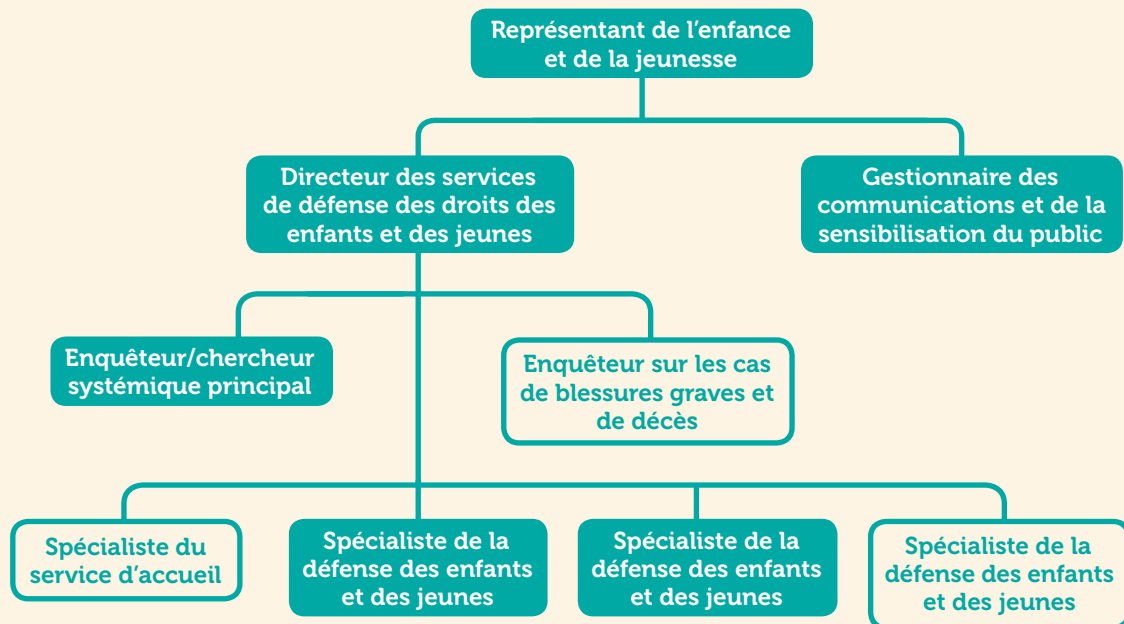 Représentant de l’enfance
et de la jeunesse
Directeur des services
de défense des droits des
enfants et des jeunes
Gestionnaire des
communications et de la
sensibilisation du public
Enquêteur/chercheur
systémique principal
Enquêteur sur les cas
de blessures graves et
de décès
Spécialiste du
service d’accueil
Spécialiste de la
défense des enfants
et des jeunes
Spécialiste de la
défense des enfants
et des jeunes
Spécialiste de la
défense des enfants
et des jeunes